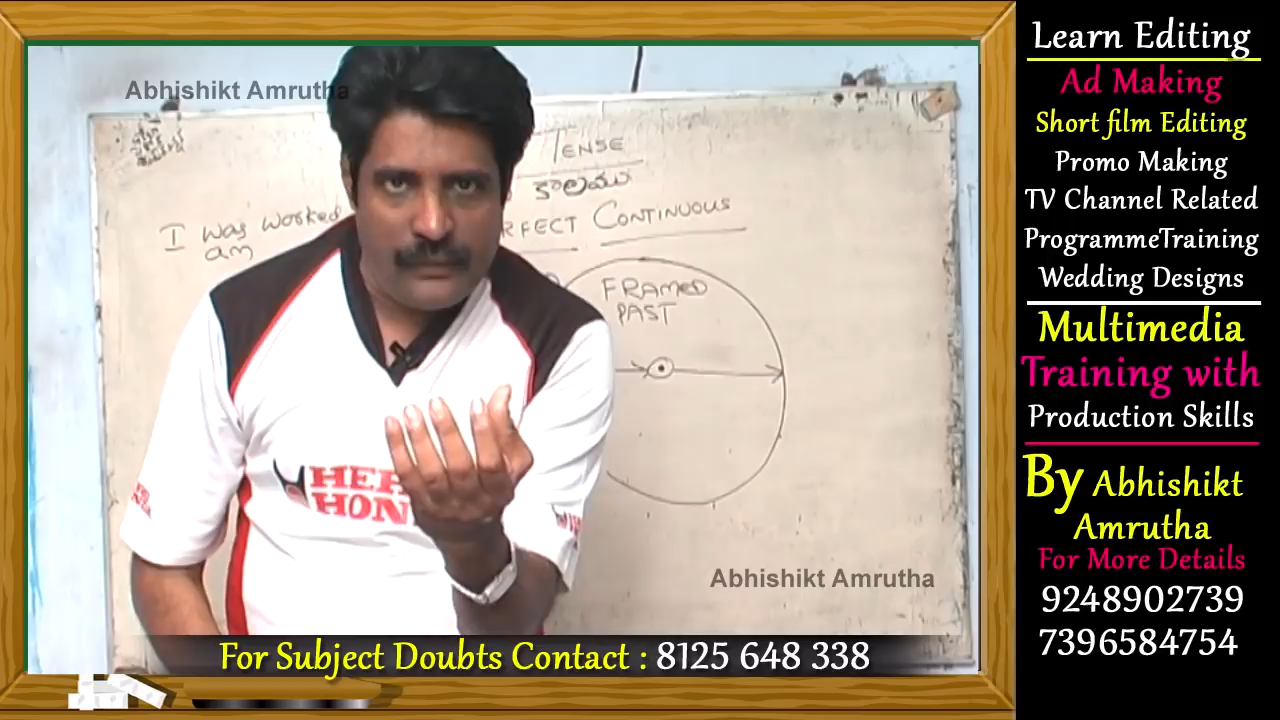 Abhishikt Amrutha
TENSE
కాలము
I was worked
am
RFECT CONTINUOUS
FRAMED
PAST
HER
HON
Abhishikt Amrutha
For Subject Doubts Contact : 8125 648 338
Learn Editing
Ad Making
Short film Editing
Promo Making
TV Channel Related
ProgrammeTraining
Wedding Designs
Multimedia
Training with
Production Skills
By Abhishikt
Amrutha
For More Details
9248902739
7396584754